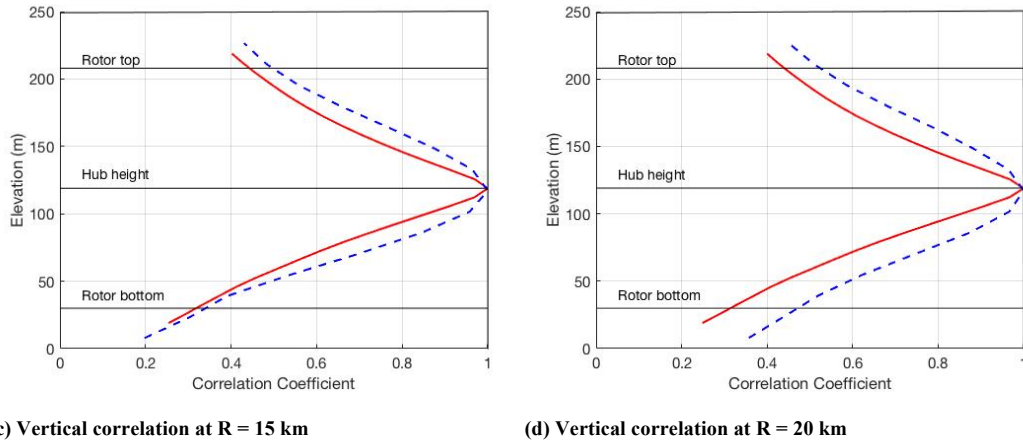 250
200
150
100
50
0
Elevation (m)
Rotor top
Hub height
Rotor bottom
0 0.2 0.4 0.6 0.8 1
Correlation Coefficient
c) Vertical correlation at R = 15 km
250
200
150
100
50
0
Elevation (m)
Rotor top
Hub height
Rotor bottom
0 0.2 0.4 0.6 0.8 1
Correlation Coefficient
(d) Vertical correlation at R = 20 km